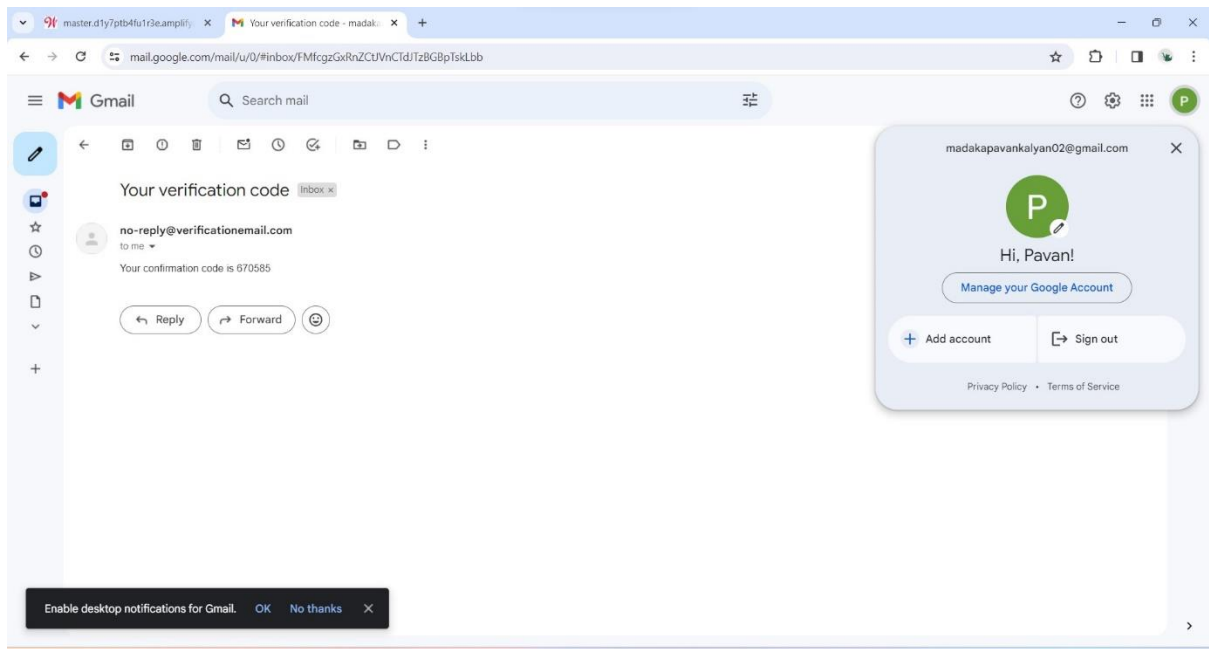 master.d1y7ptb4fu1r3e.amplify
Your verification code - madaka
mail.google.com/mail/u/0/#inbox/FMfcgzGxRnZCtJVnCTdJTzBGBpTskLbb
Gmail
Search mail
P
madakapavankalyan02@gmail.com
Your verification code Inbox ×
P
no-reply@verificationemail.com
to me
Hi, Pavan!
Your confirmation code is 670585
Manage your Google Account
Reply Forward
Add account Sign out
Privacy Policy • Terms of Service
Enable desktop notifications for Gmail. OK No thanks